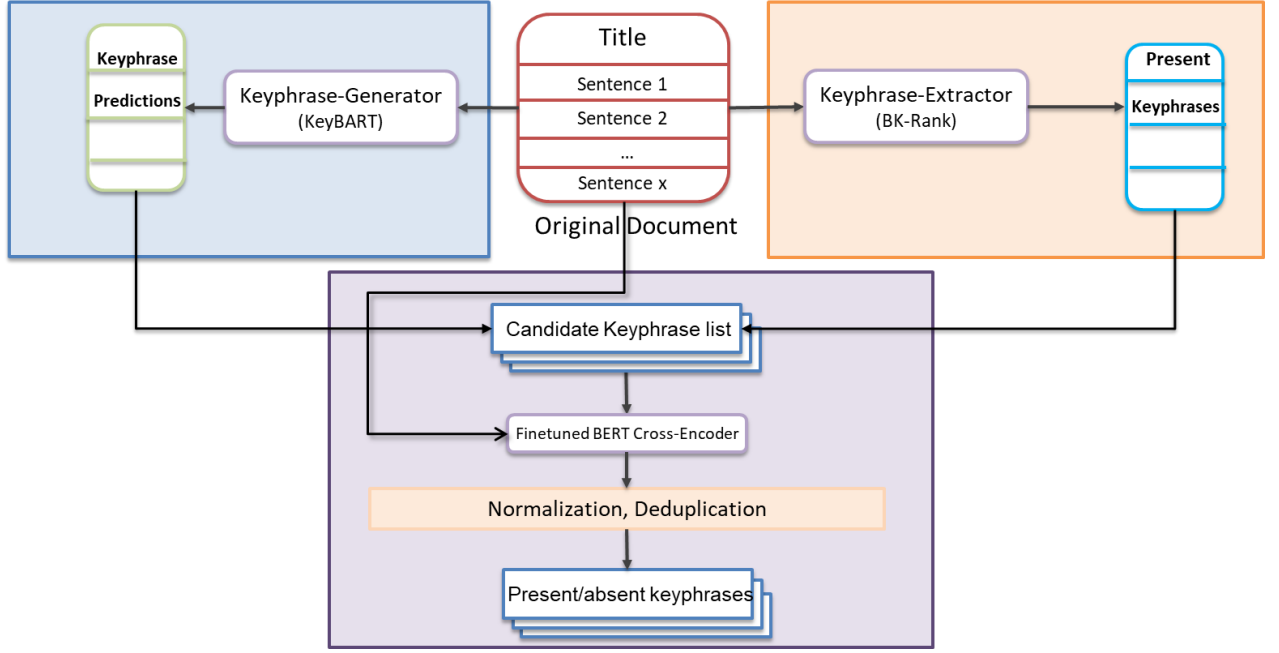 Keyphrase
Predictions
Keyphrase-Generator
(KeyBART)
Title
Sentence 1
Sentence 2
...
Sentence x
Original Document
Keyphrase-Extractor
(BK-Rank)
Present
Keyphrases
Candidate Keyphrase list
Finetuned BERT Cross-Encoder
Normalization, Deduplication
Present/absent keyphrases